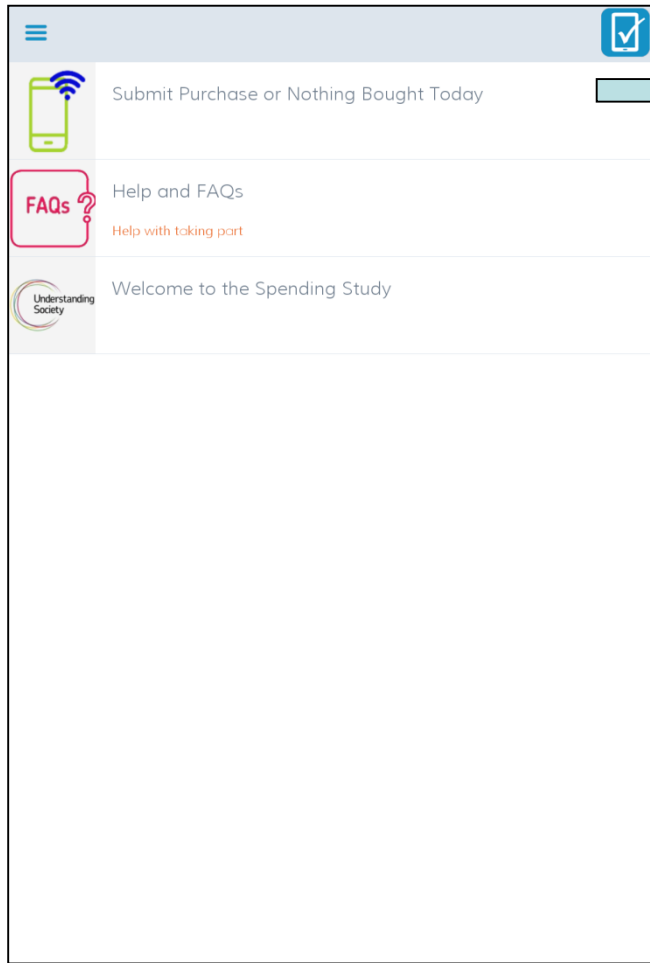 Submit Purchase or Nothing Bought Today
FAQs ?
Help and FAQs
Help with taking part
Understanding
Society
Welcome to the Spending Study